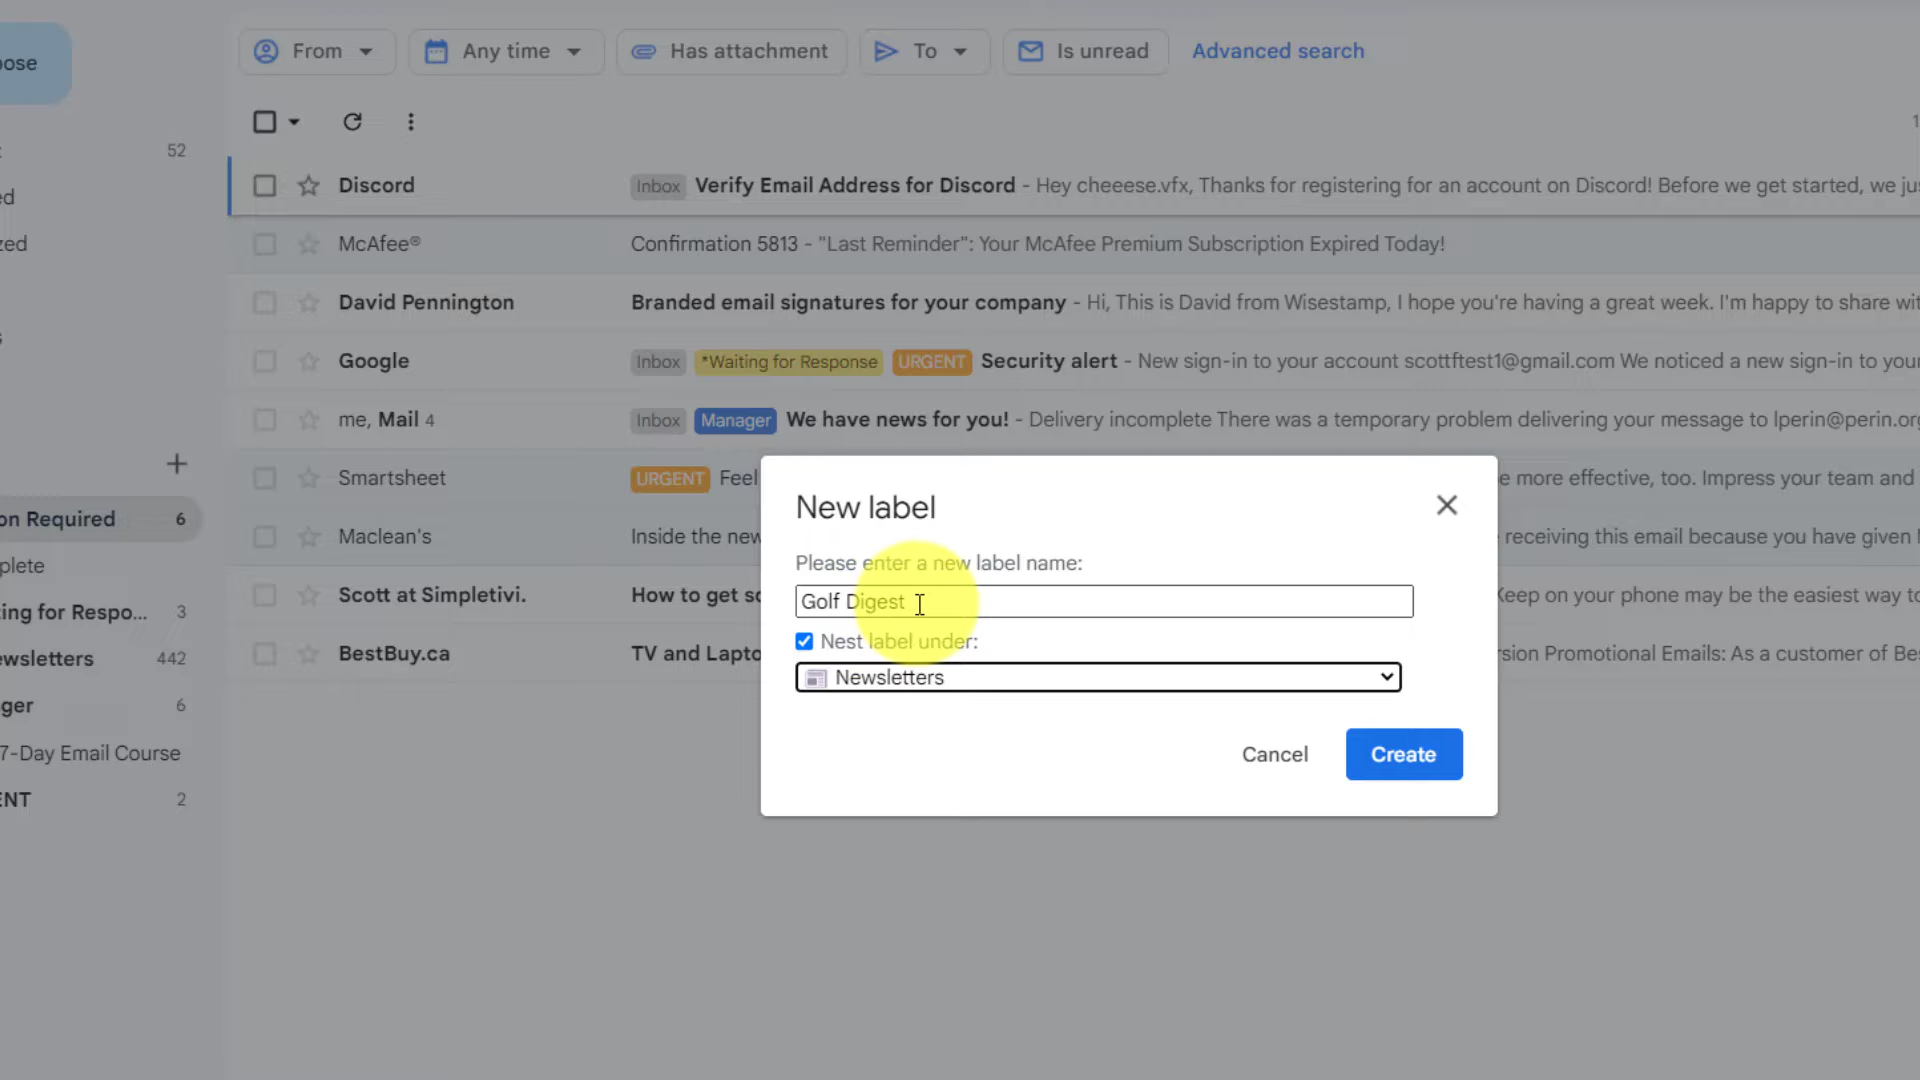 ose
From
Any time
Has attachment
To
Is unread
Advanced search
1
52
ed
zed
s
Discord Inbox Verify Email Address for Discord - Hey cheeese.vfx, Thanks for registering for an account on Discord! Before we get started, we jus
McAfee® Confirmation 5813 - "Last Reminder": Your McAfee Premium Subscription Expired Today!
David Pennington Branded email signatures for your company - Hi, This is David from Wisestamp, I hope you're having a great week. I'm happy to share wit
Google Inbox *Waiting for Response URGENT Security alert - New sign-in to your account scottftest1@gmail.com We noticed a new sign-in to your
me, Mail 4 Inbox Manager We have news for you! - Delivery incomplete There was a temporary problem delivering your message to lperin@perin.org
Smartsheet URGENT Feel e more effective, too. Impress your team and
Maclean's Inside the new receiving this email because you have given
Scott at Simpletivi. How to get sc Keep on your phone may be the easiest way to
BestBuy.ca TV and Lapto rsion Promotional Emails: As a customer of Bes
+
on Required 6
plete
ting for Respo... 3
ewsletters 442
ger 6
7-Day Email Course
ENT 2
New label
Please enter a new label name:
Golf Digest
Nest label under:
Newsletters
Cancel
Create